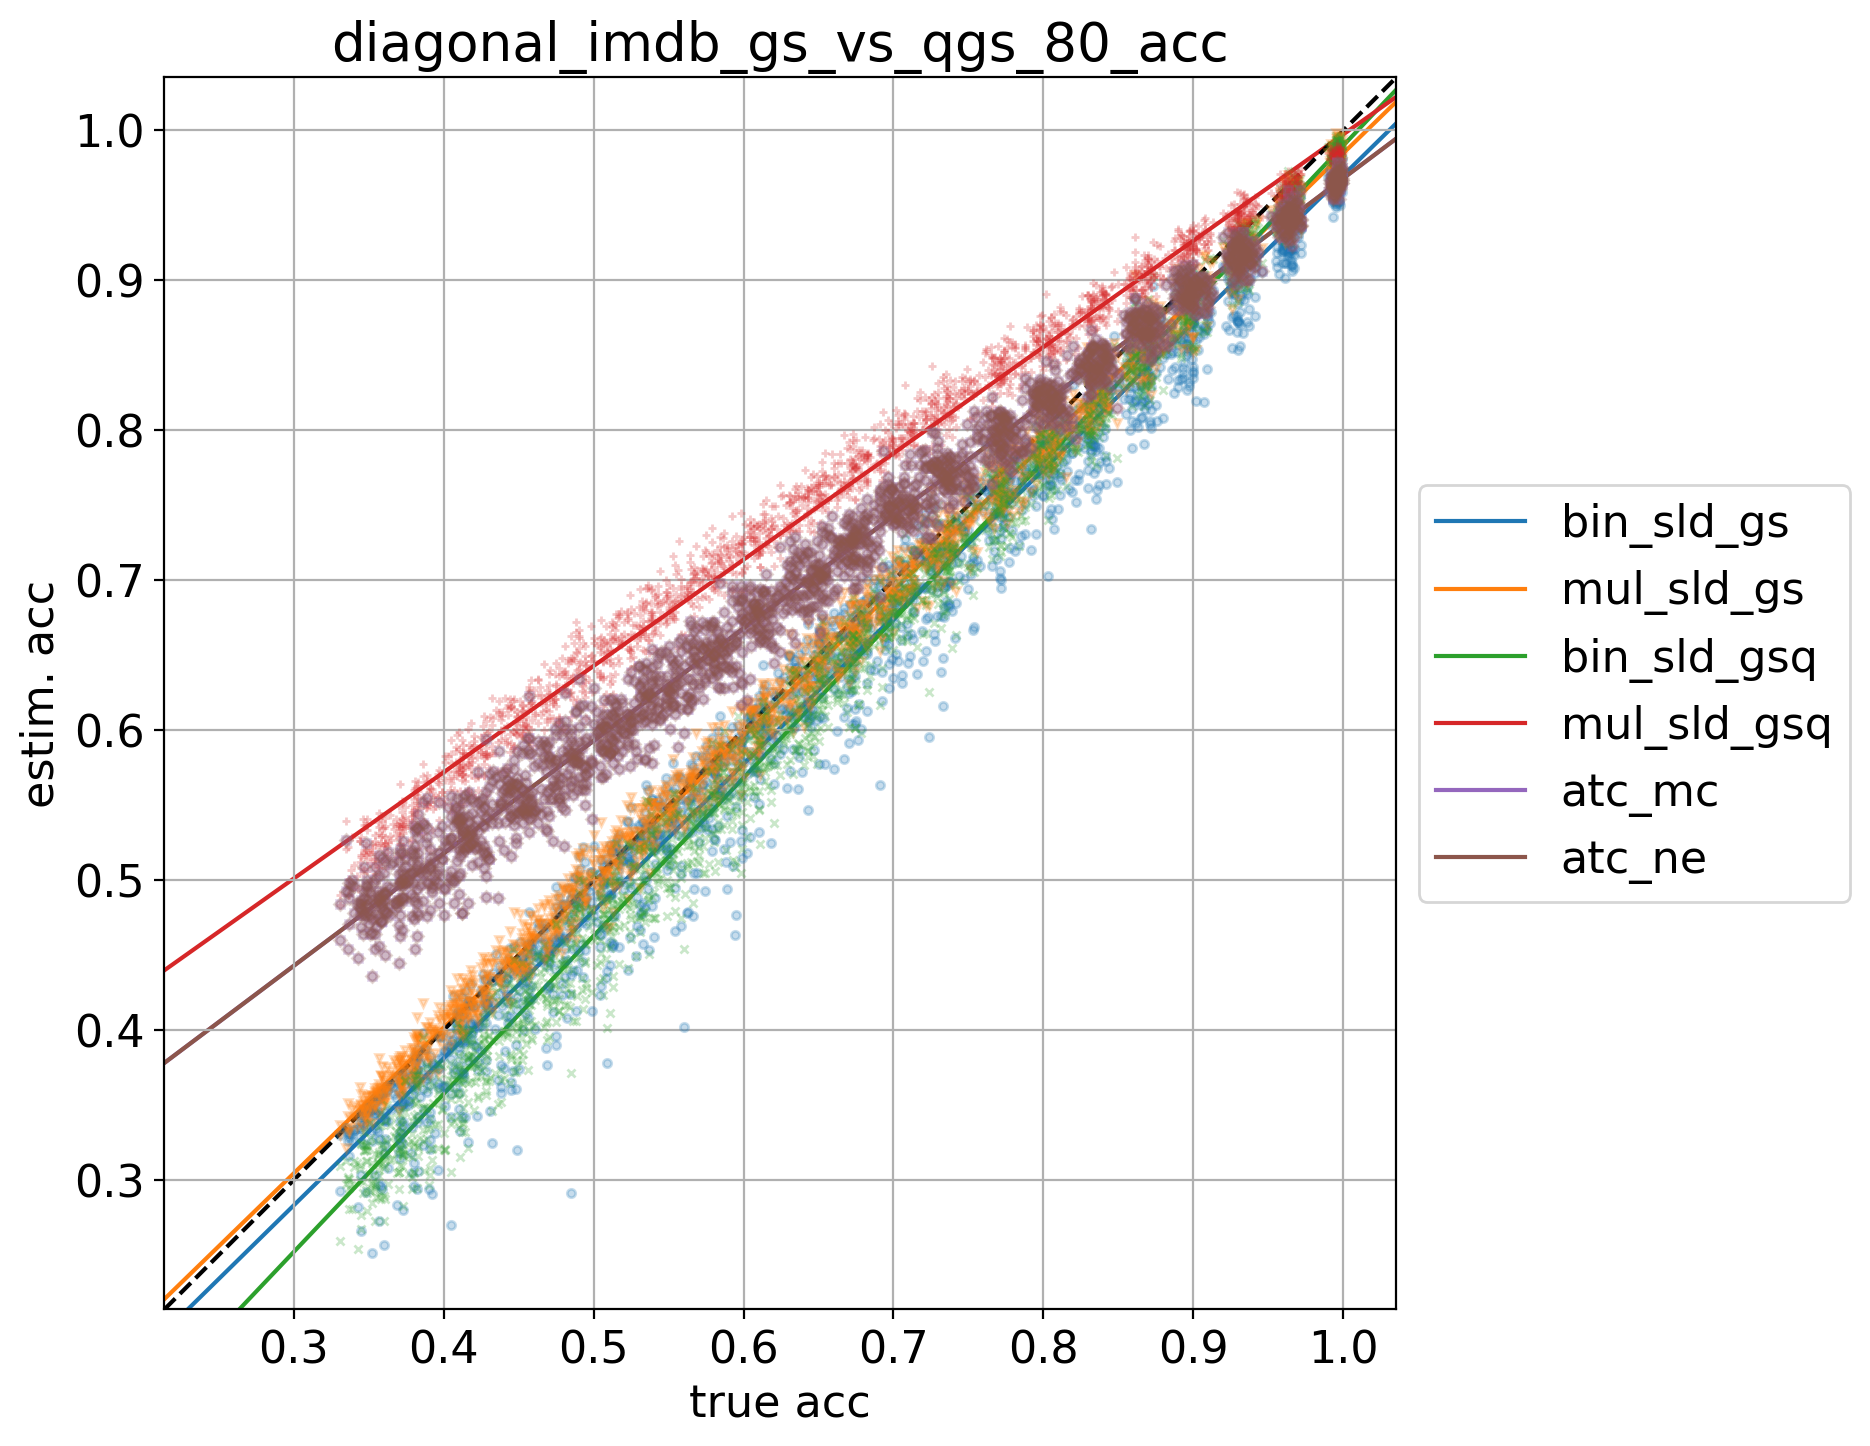 diagonal_imdb_gs_vs_qgs_80_acc
1.0
0.9
0.8
0.7
0.6
0.5
0.4
0.3
estim. acc
0.3 0.4 0.5 0.6 0.7 0.8 0.9 1.0
true acc
bin_sld_gs
mul_sld_gs
bin_sld_gsq
mul_sld_gsq
atc_mc
atc_ne